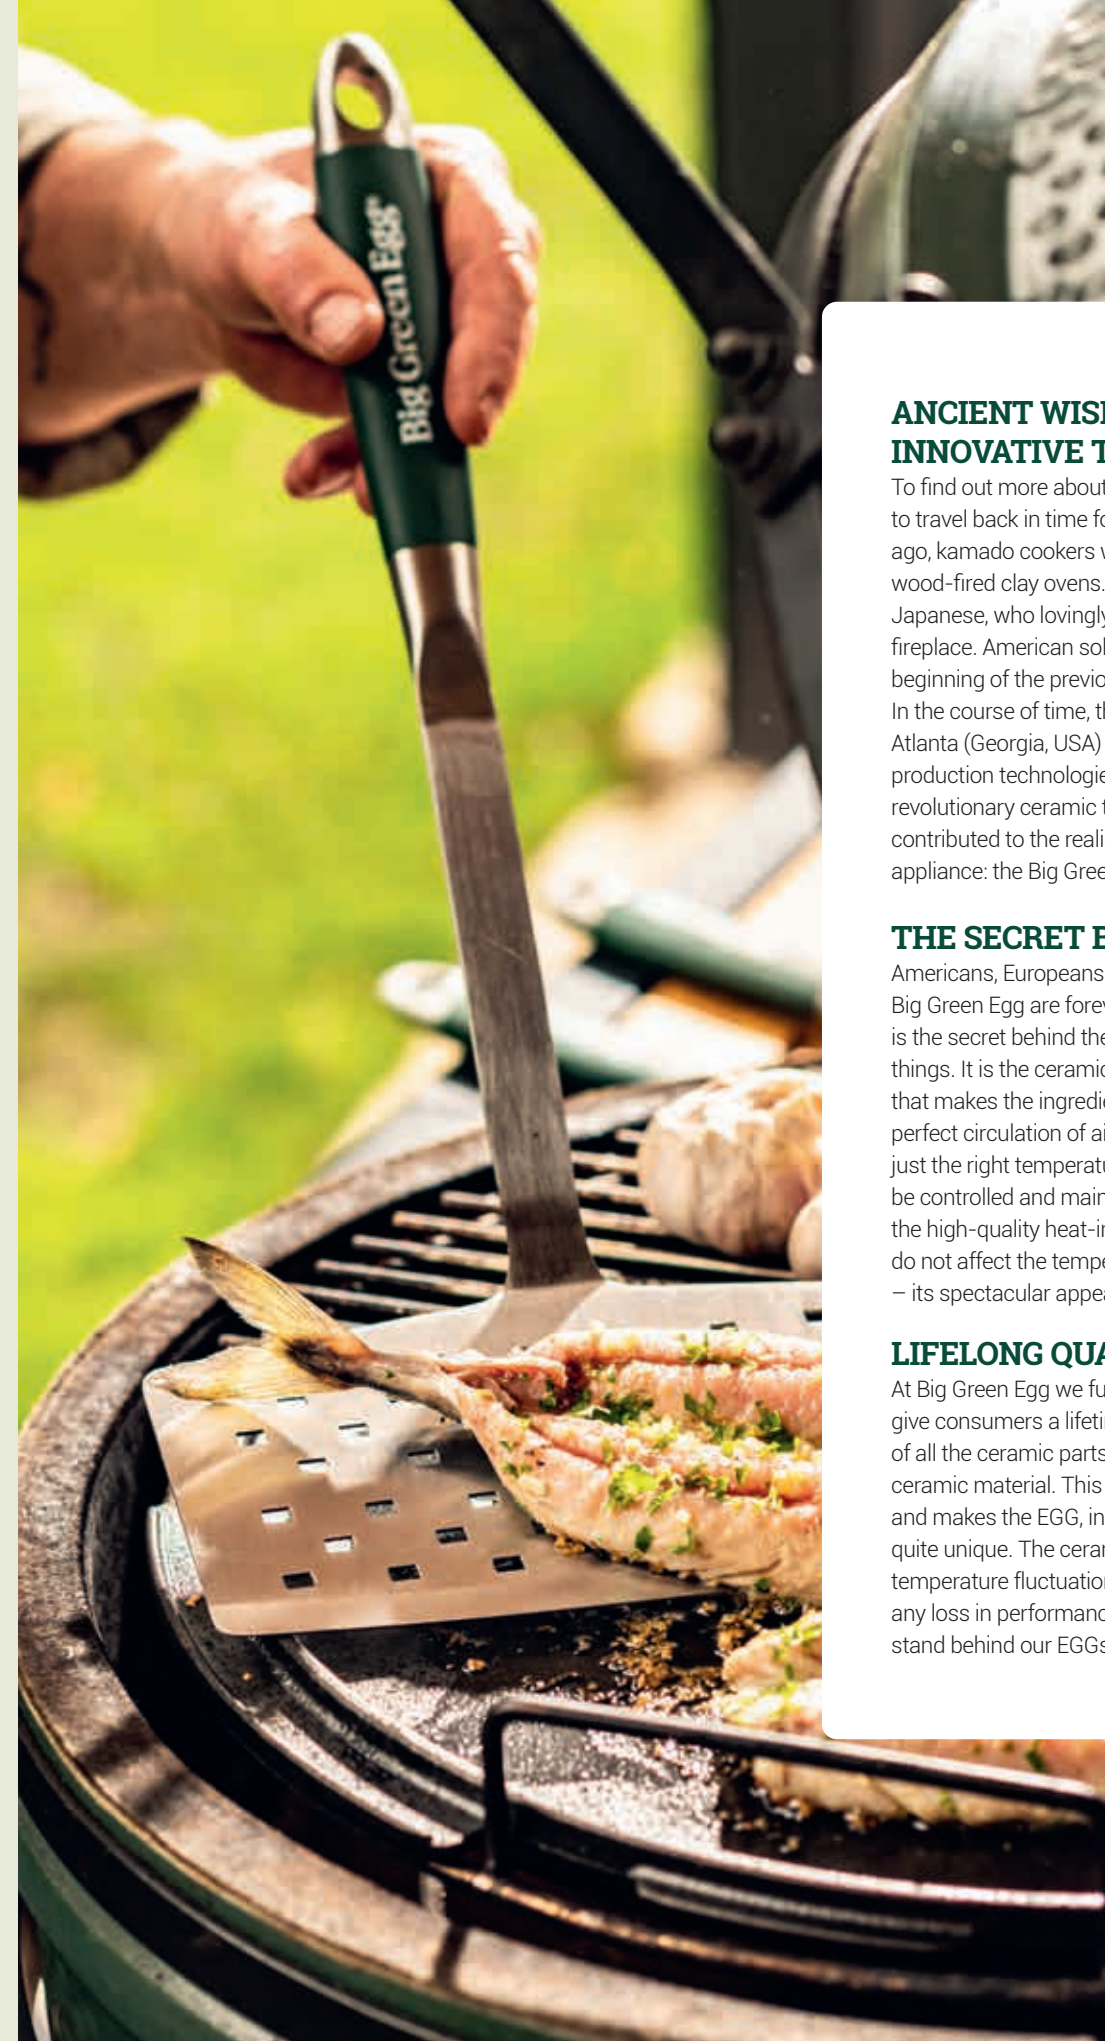 Big Green Egg®
ANCIENT WIS
INNOVATIVE T
To find out more about
to travel back in time fo
ago, kamado cookers w
wood-fired clay ovens.
Japanese, who lovingly
fireplace. American sol
beginning of the previo
In the course of time, th
Atlanta (Georgia, USA)
production technologie
revolutionary ceramic t
contributed to the reali
appliance: the Big Gree
THE SECRET B
Americans, Europeans
Big Green Egg are forev
is the secret behind the
things. It is the ceramic
that makes the ingredie
perfect circulation of ai
just the right temperatu
be controlled and main
the high-quality heat-in
do not affect the tempe
– its spectacular appea
LIFELONG QUA
At Big Green Egg we fu
give consumers a lifetin
of all the ceramic parts
ceramic material. This
and makes the EGG, in
quite unique. The ceran
temperature fluctuation
any loss in performanc
stand behind our EGGs